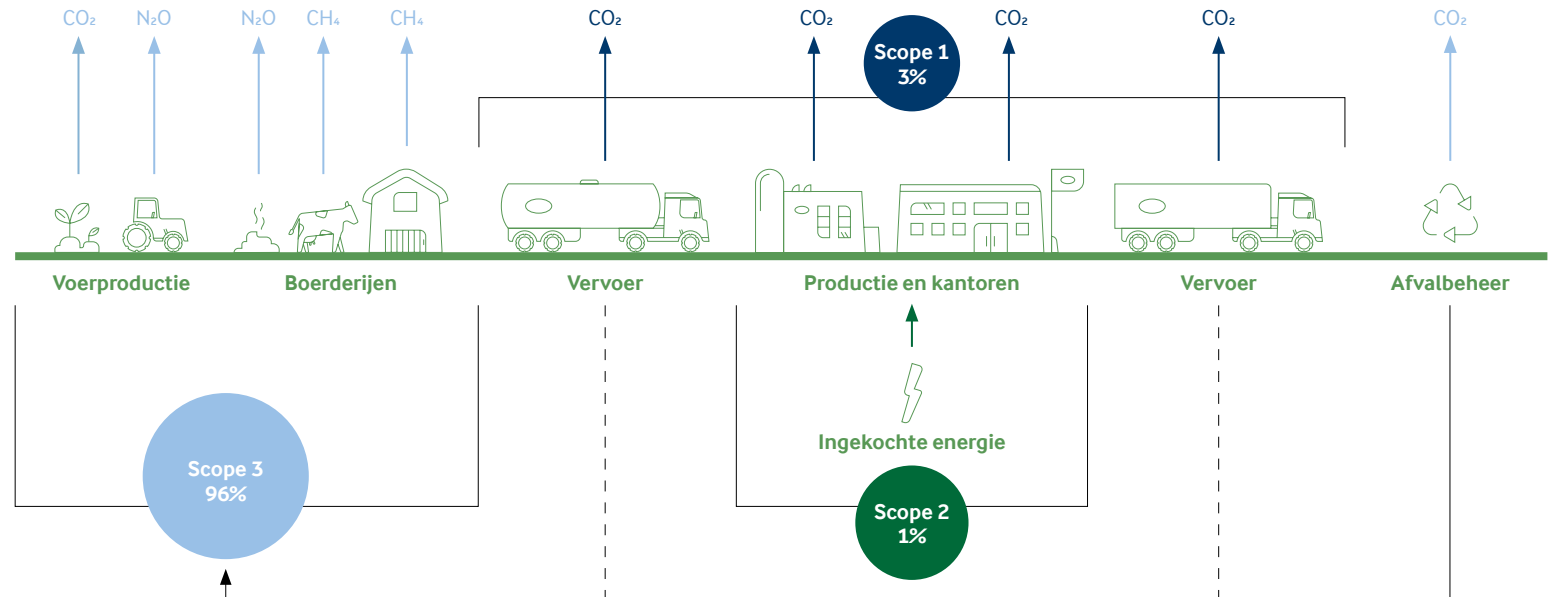 CO₂ N₂O N₂O CH₄ CH₄ CO₂ CO₂ CO₂ CO₂ CO₂
Scope 1
3%
Voerproductie Boerderijen Vervoer Productie en kantoren Vervoer Afvalbeheer
Ingekochte energie
Scope 3
96%
Scope 2
1%